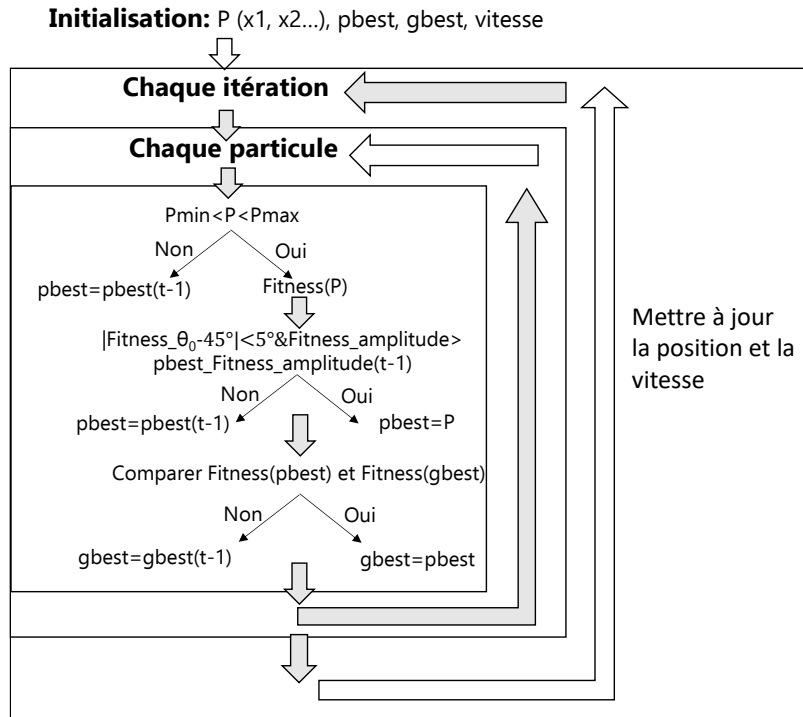 Initialisation: P (x1, x2...), pbest, gbest, vitesse
Chaque itération
Chaque particule
Pmin<P<Pmax
Non
Oui
pbest=pbest(t-1)
Fitness(P)
|Fitness_θ₀-45°|<5°&Fitness_amplitude>
pbest_Fitness_amplitude(t-1)
Non
Oui
pbest=pbest(t-1)
pbest=P
Comparer Fitness(pbest) et Fitness(gbest)
Non
Oui
gbest=gbest(t-1)
gbest=pbest
Mettre à jour
la position et la
vitesse